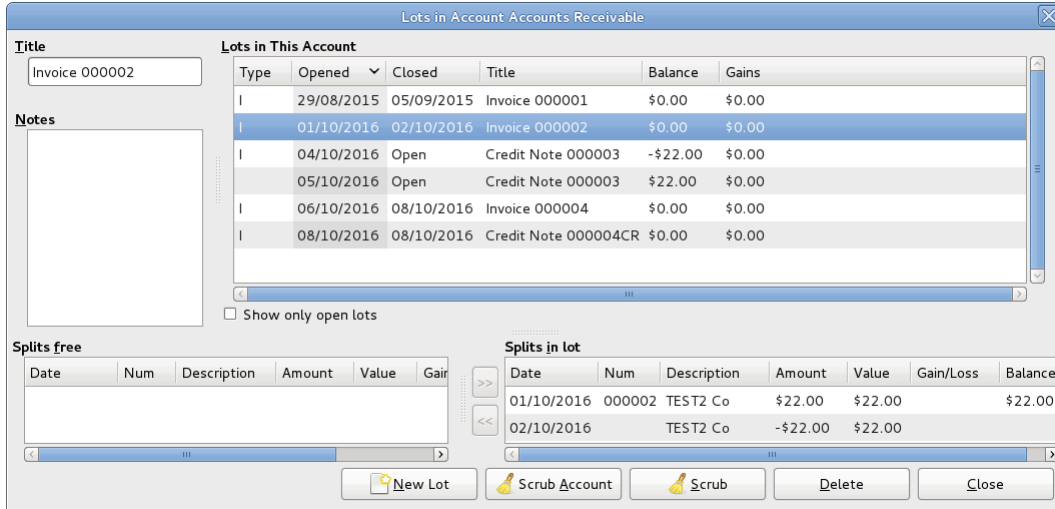 Lots in Account Accounts Receivable
Title
Invoice 000002
Notes
Lots in This Account
Type Opened Closed Title Balance Gains
I 29/08/2015 05/09/2015 Invoice 000001 $0.00 $0.00
I 01/10/2016 02/10/2016 Invoice 000002 $0.00 $0.00
I 04/10/2016 Open Credit Note 000003 -$22.00 $0.00
05/10/2016 Open Credit Note 000003 $22.00 $0.00
I 06/10/2016 08/10/2016 Invoice 000004 $0.00 $0.00
I 08/10/2016 08/10/2016 Credit Note 000004CR $0.00 $0.00
Show only open lots
Splits free
Date Num Description Amount Value Gair
Splits in lot
Date Num Description Amount Value Gain/Loss Balance
01/10/2016 000002 TEST2 Co $22.00 $22.00 $22.00
02/10/2016 TEST2 Co -$22.00 $22.00
>>
<<
New Lot Scrub Account Scrub Delete Close